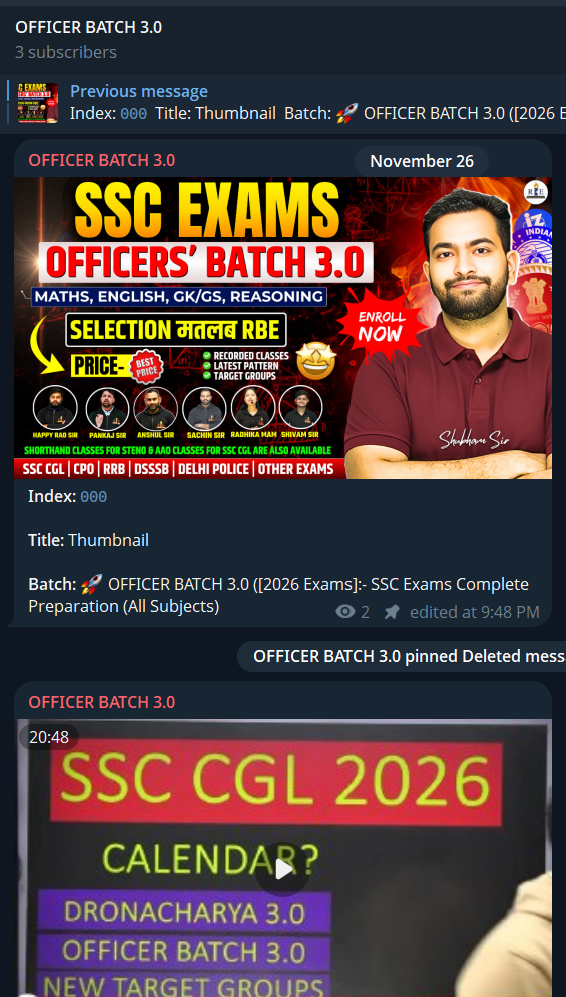 OFFICER BATCH 3.0
3 subscribers
Previous message
Index: 000 Title: Thumbnail Batch: 🚀 OFFICER BATCH 3.0 ([2026 E
OFFICER BATCH 3.0
November 26
SSC EXAMS
OFFICERS' BATCH 3.0
MATHS, ENGLISH, GK/GS, REASONING
SELECTION मतलब RBE
PRICE-
BEST
PRICE
RECORDED CLASSES
LATEST PATTERN
TARGET GROUPS
ENROLL
NOW
RBE
INDIAN
HAPPY RAO SIR
PANKAJ SIR
ANSHUL SIR
SACHIN SIR
RADHIKA MAM
SHIVAM SIR
Shubham Sir
SHORTHAND CLASSES FOR STENO & AAO CLASSES FOR SSC CGL ARE ALSO AVAILABLE
SSC CGL | CPO | RRB | DSSSB | DELHI POLICE | OTHER EXAMS
Index: 000
Title: Thumbnail
Batch: 🚀 OFFICER BATCH 3.0 ([2026 Exams]:- SSC Exams Complete
Preparation (All Subjects)
2 edited at 9:48 PM
OFFICER BATCH 3.0 pinned Deleted mess
OFFICER BATCH 3.0
20:48
SSC CGL 2026
CALENDAR?
DRONACHARYA 3.0
OFFICER BATCH 3.0
NEW TARGET GROUPS